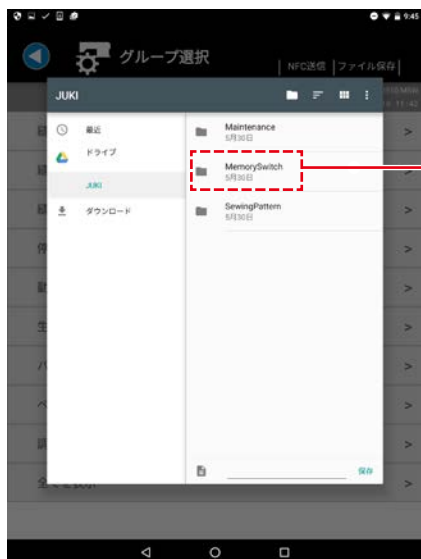 9:45
グループ選択
NFC送信
ファイル保存
JUKI
最近
ドライブ
JUKI
ダウンロード
Maintenance
5月30日
MemorySwitch
5月30日
SewingPattern
5月30日
保存